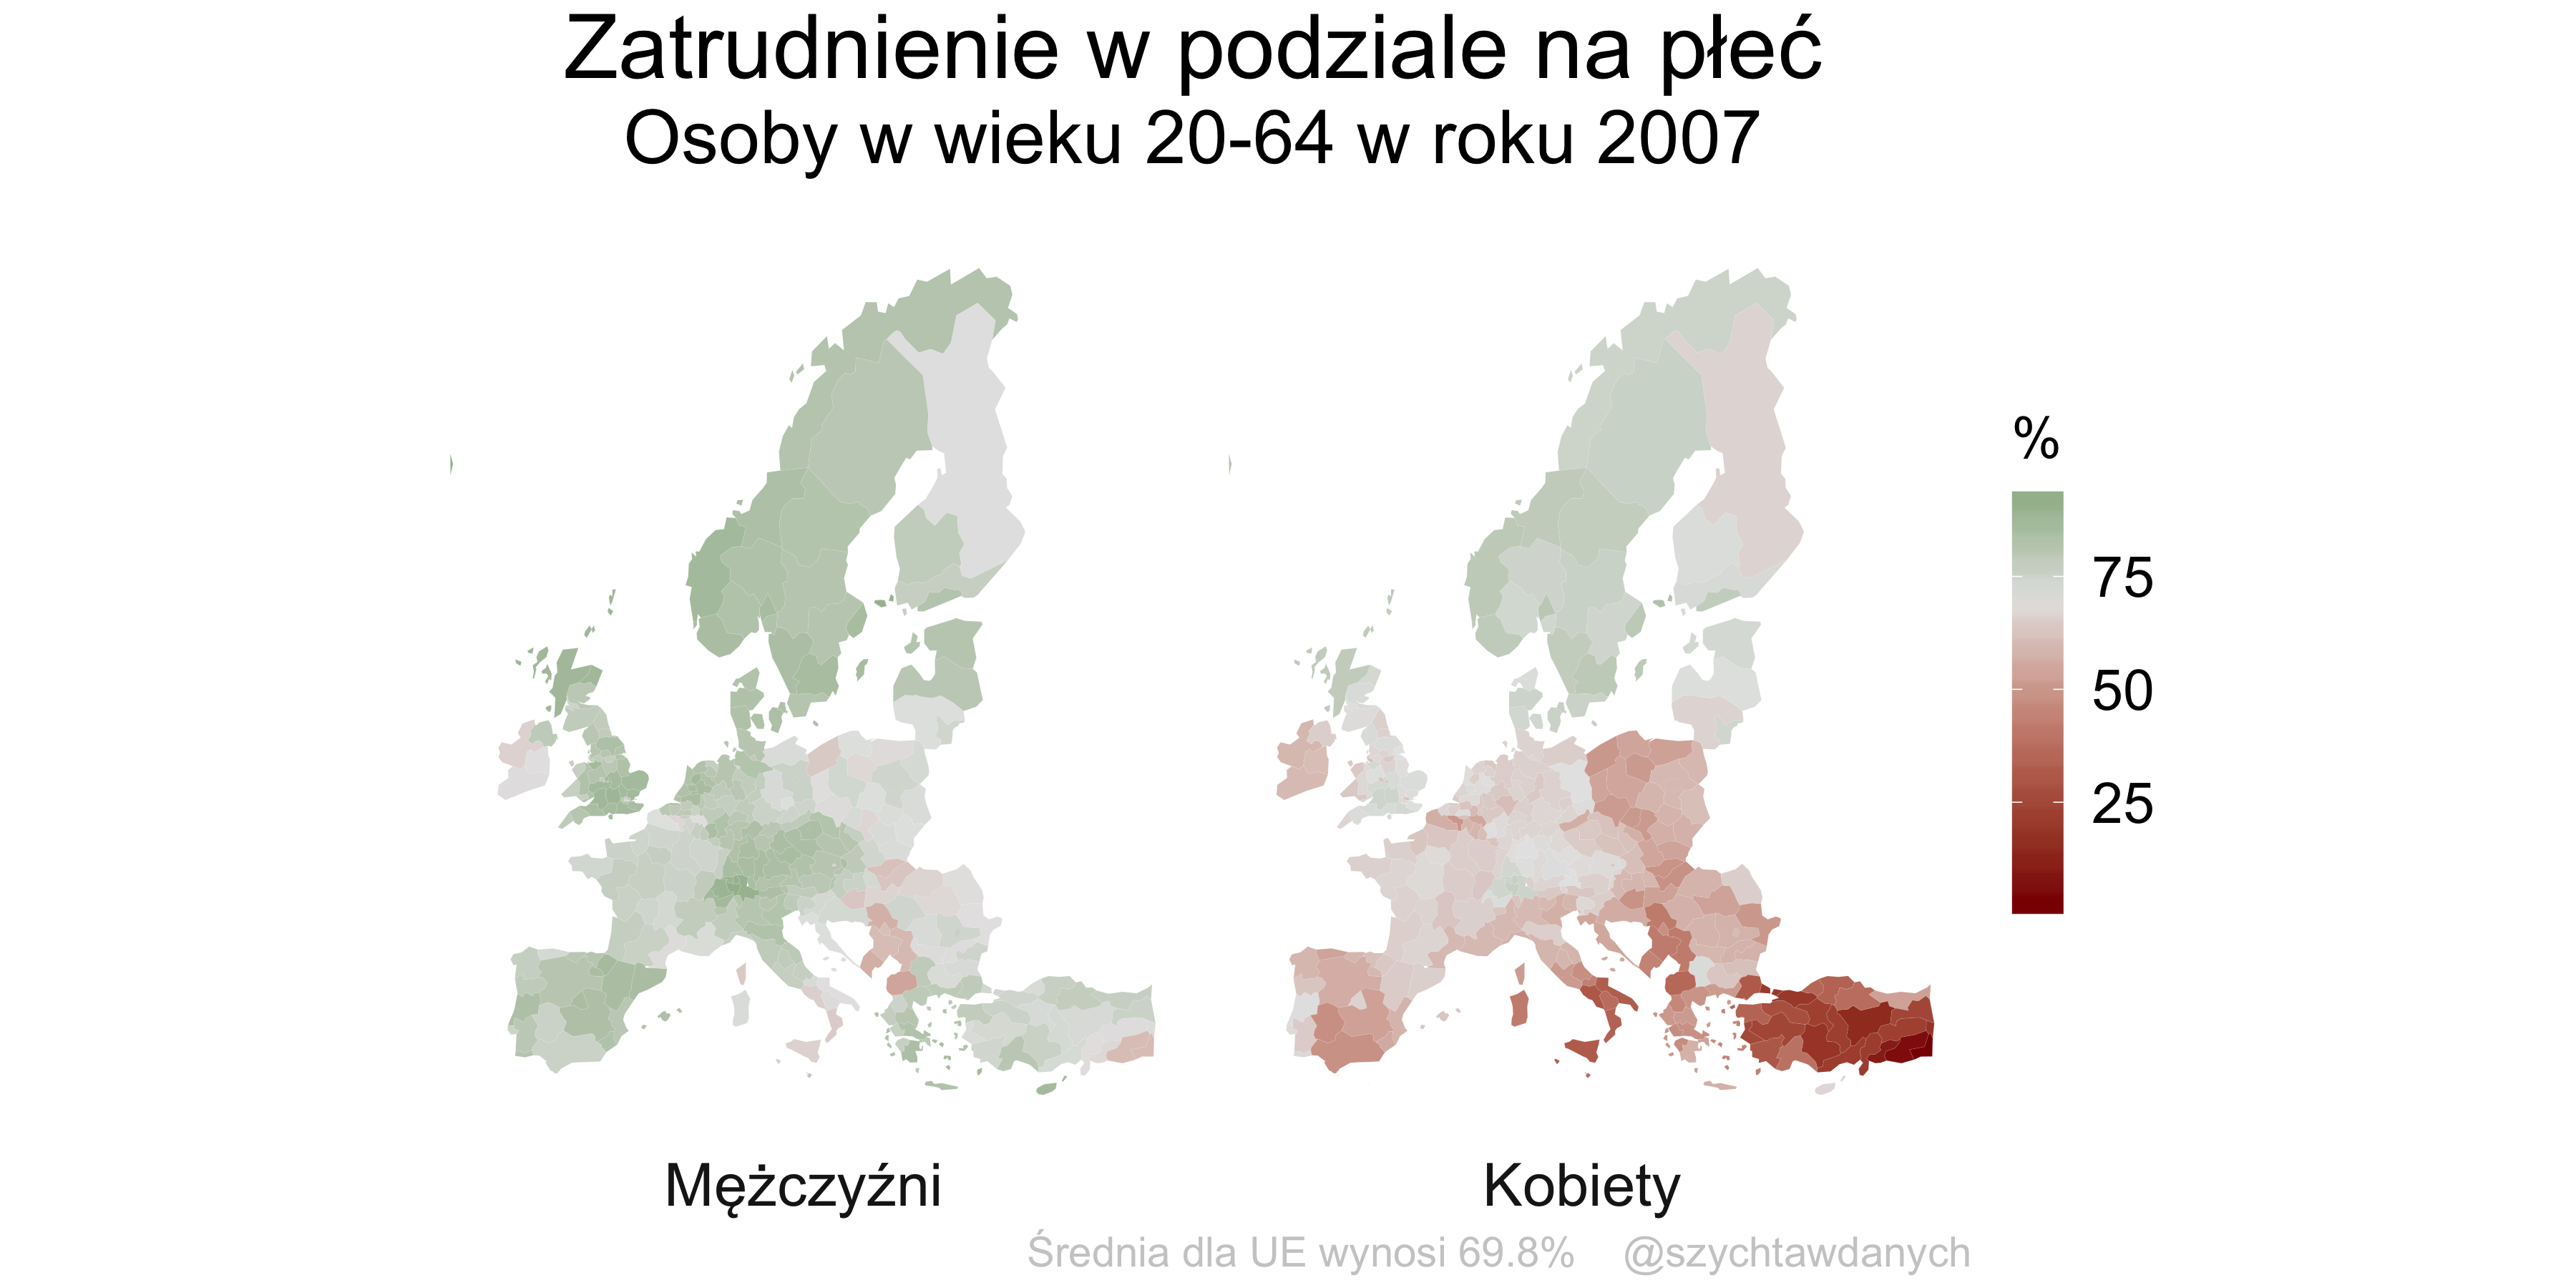 Zatrudnienie w podziale na płeć
Osoby w wieku 20-64 w roku 2007
%
75
50
25
Mężczyźni
Kobiety
Średnia dla UE wynosi 69.8% @szychtawdanych